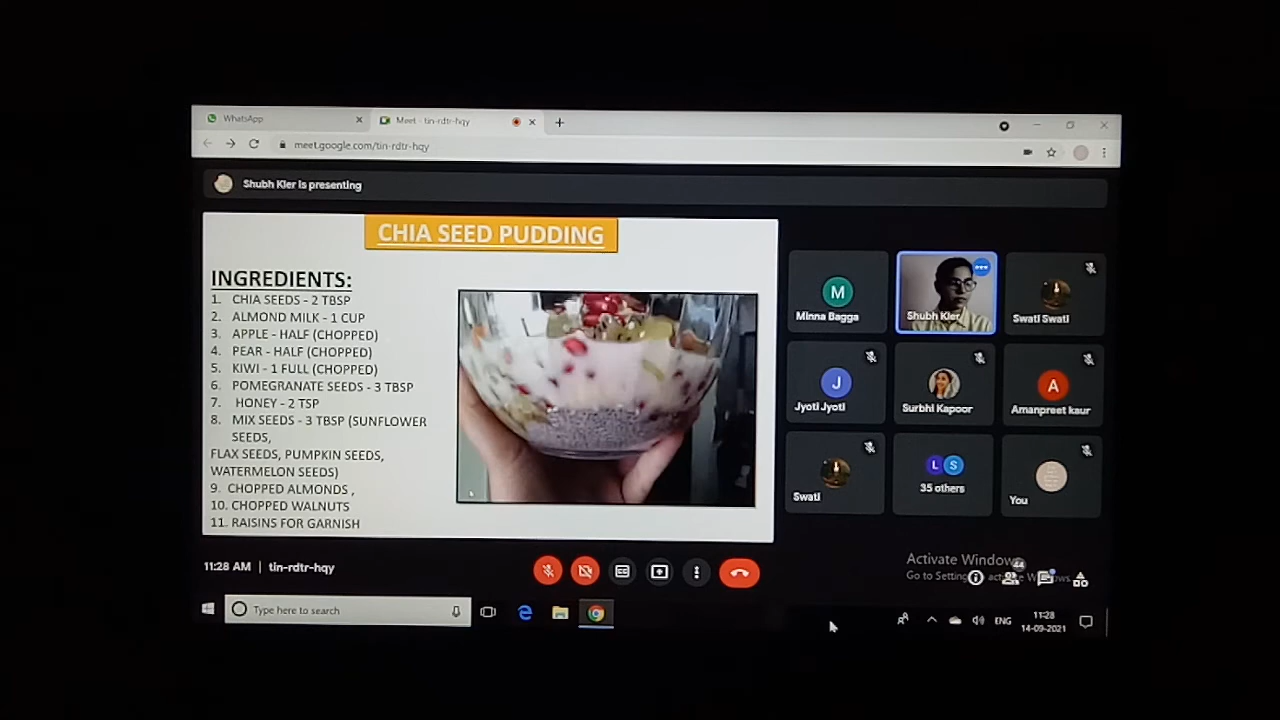 WhatsApp
Meet - tin-rdtr-hqy
meet.google.com/tin-rdtr-hqy
Shubh Kler is presenting
CHIA SEED PUDDING
INGREDIENTS:
1. CHIA SEEDS - 2 TBSP
2. ALMOND MILK - 1 CUP
3. APPLE - HALF (CHOPPED)
4. PEAR - HALF (CHOPPED)
5. KIWI - 1 FULL (CHOPPED)
6. POMEGRANATE SEEDS - 3 TBSP
7. HONEY - 2 TSP
8. MIX SEEDS - 3 TBSP (SUNFLOWER
SEEDS,
FLAX SEEDS, PUMPKIN SEEDS,
WATERMELON SEEDS)
9. CHOPPED ALMONDS ,
10. CHOPPED WALNUTS
11. RAISINS FOR GARNISH
M
Minna Bagga
Shubh Kler
Swati Swati
J
Jyoti Jyoti
Surbhi Kapoor
A
Amanpreet kaur
Swati
L S
35 others
You
11:28 AM | tin-rdtr-hqy
Activate Windows
Go to Settings
44
Type here to search
ENG
11:28
14-09-2021